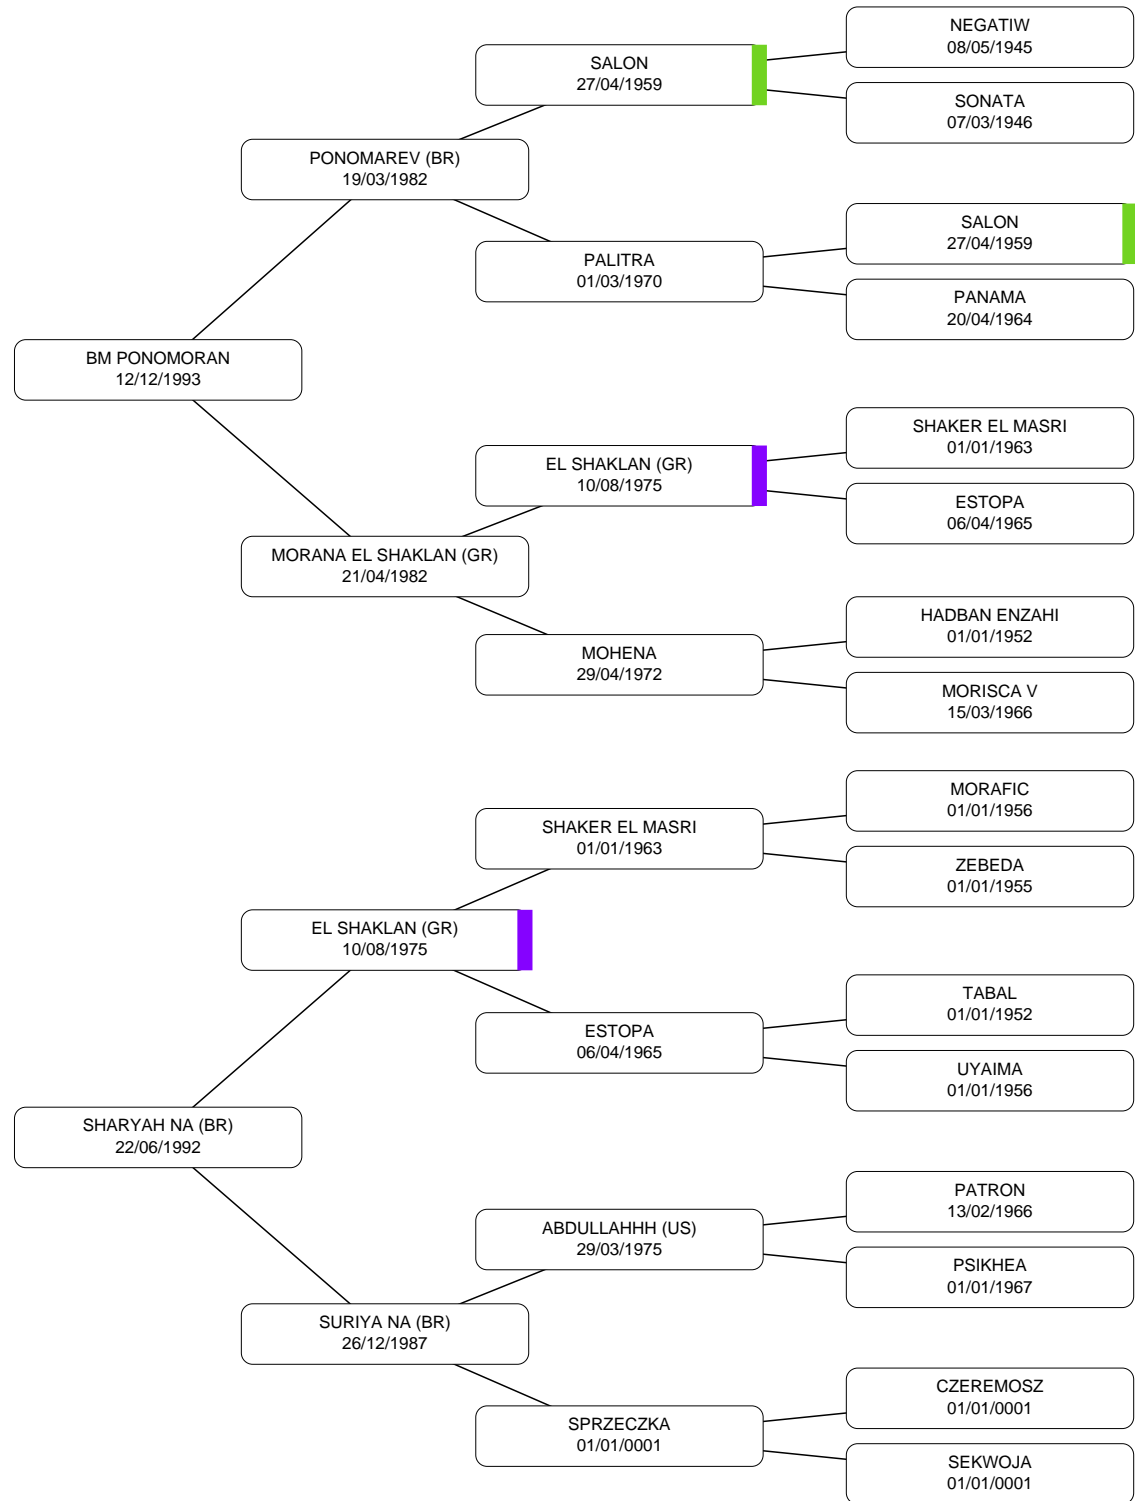 NEGATIW
08/05/1945
SALON
27/04/1959
SONATA
07/03/1946
PONOMAREV (BR)
19/03/1982
SALON
27/04/1959
PALITRA
01/03/1970
PANAMA
20/04/1964
BM PONOMORAN
12/12/1993
SHAKER EL MASRI
01/01/1963
EL SHAKLAN (GR)
10/08/1975
ESTOPA
06/04/1965
MORANA EL SHAKLAN (GR)
21/04/1982
HADBAN ENZAHI
01/01/1952
MOHENA
29/04/1972
MORISCA V
15/03/1966
MORAFIC
01/01/1956
SHAKER EL MASRI
01/01/1963
ZEBEDA
01/01/1955
EL SHAKLAN (GR)
10/08/1975
TABAL
01/01/1952
ESTOPA
06/04/1965
UYAIMA
01/01/1956
SHARYAH NA (BR)
22/06/1992
PATRON
13/02/1966
ABDULLAHHH (US)
29/03/1975
PSIKHEA
01/01/1967
SURIYA NA (BR)
26/12/1987
CZEREMOSZ
01/01/0001
SPRZECZKA
01/01/0001
SEKWOJA
01/01/0001